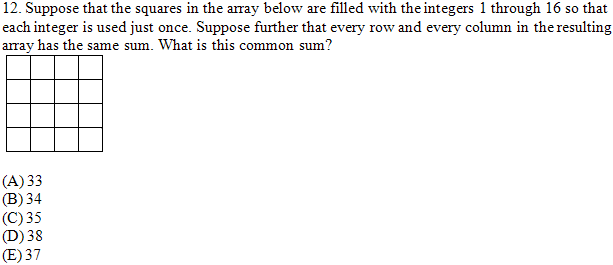 12. Suppose that the squares in the array below are filled with the integers 1 through 16 so that
each integer is used just once. Suppose further that every row and every column in the resulting
array has the same sum. What is this common sum?
(A) 33
(B) 34
(C) 35
(D) 38
(E) 37